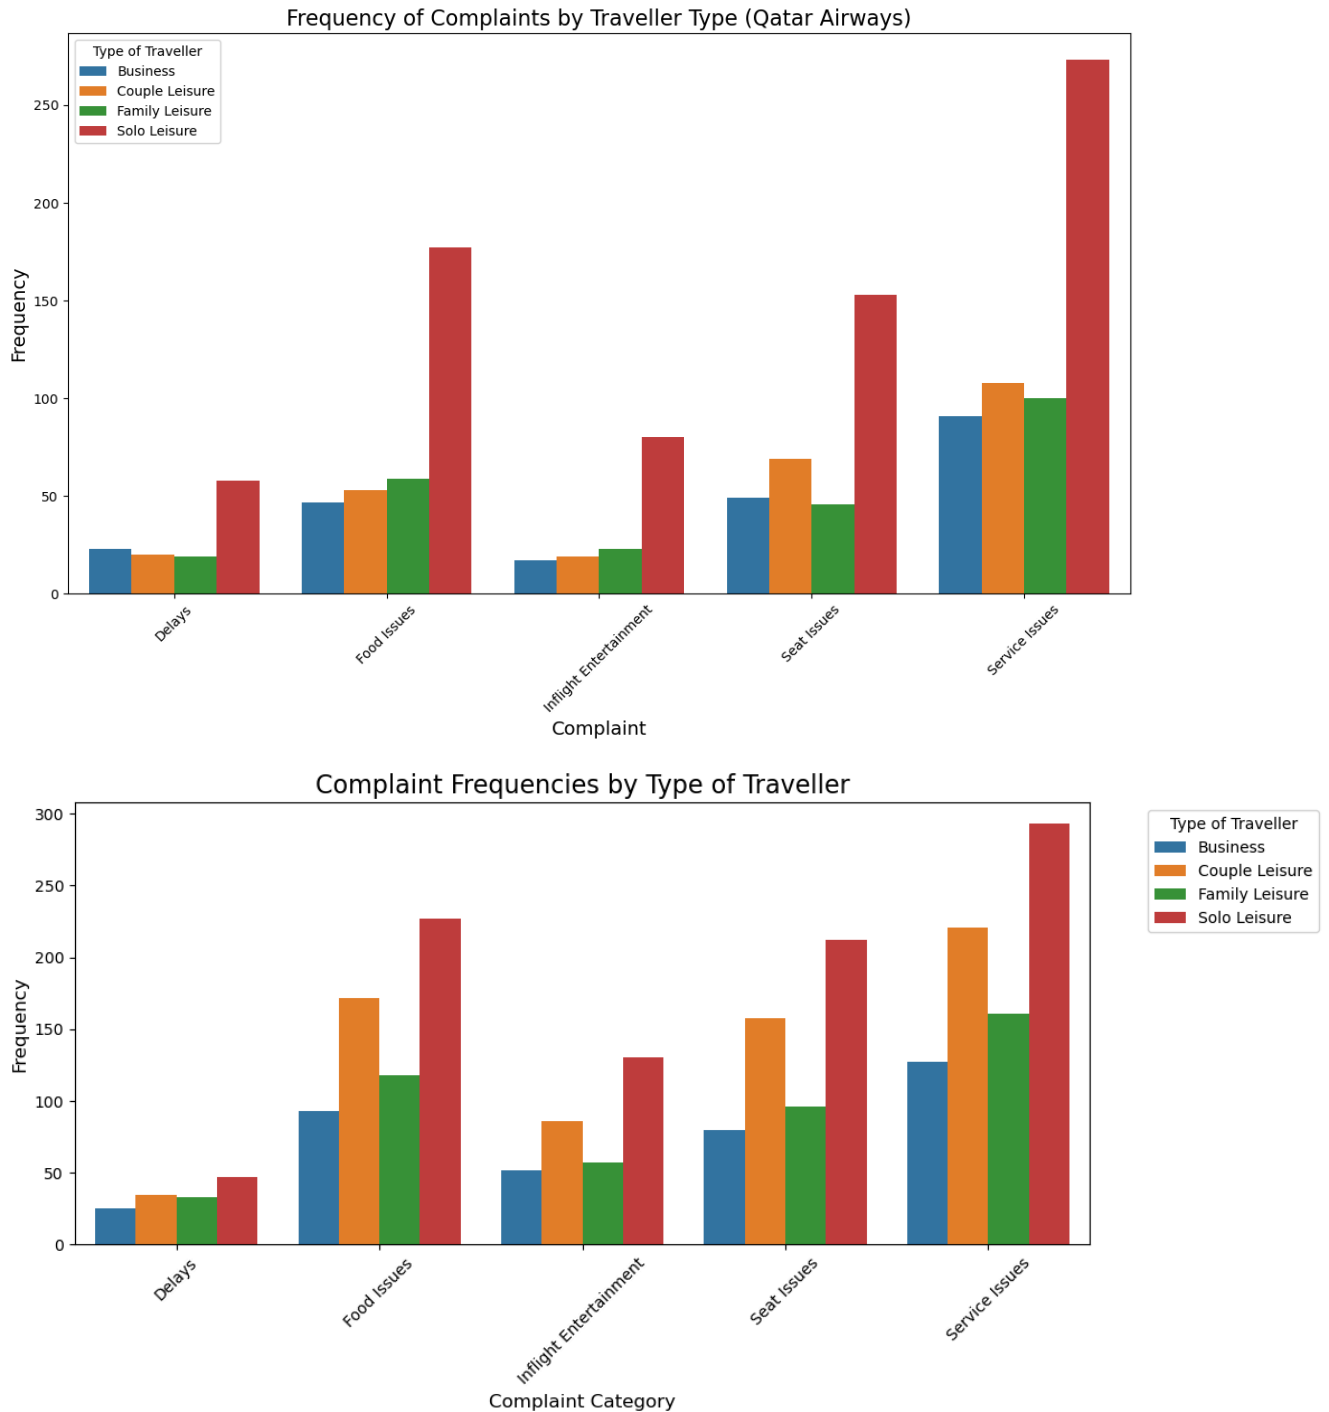 Frequency of Complaints by Traveller Type (Qatar Airways)
Type of Traveller
Business
Couple Leisure
Family Leisure
Solo Leisure
Frequency
250
200
150
100
50
0
Delays
Food Issues
Inflight Entertainment
Seat Issues
Service Issues
Complaint
Complaint Frequencies by Type of Traveller
Type of Traveller
Business
Couple Leisure
Family Leisure
Solo Leisure
Frequency
300
250
200
150
100
50
0
Delays
Food Issues
Inflight Entertainment
Seat Issues
Service Issues
Complaint Category